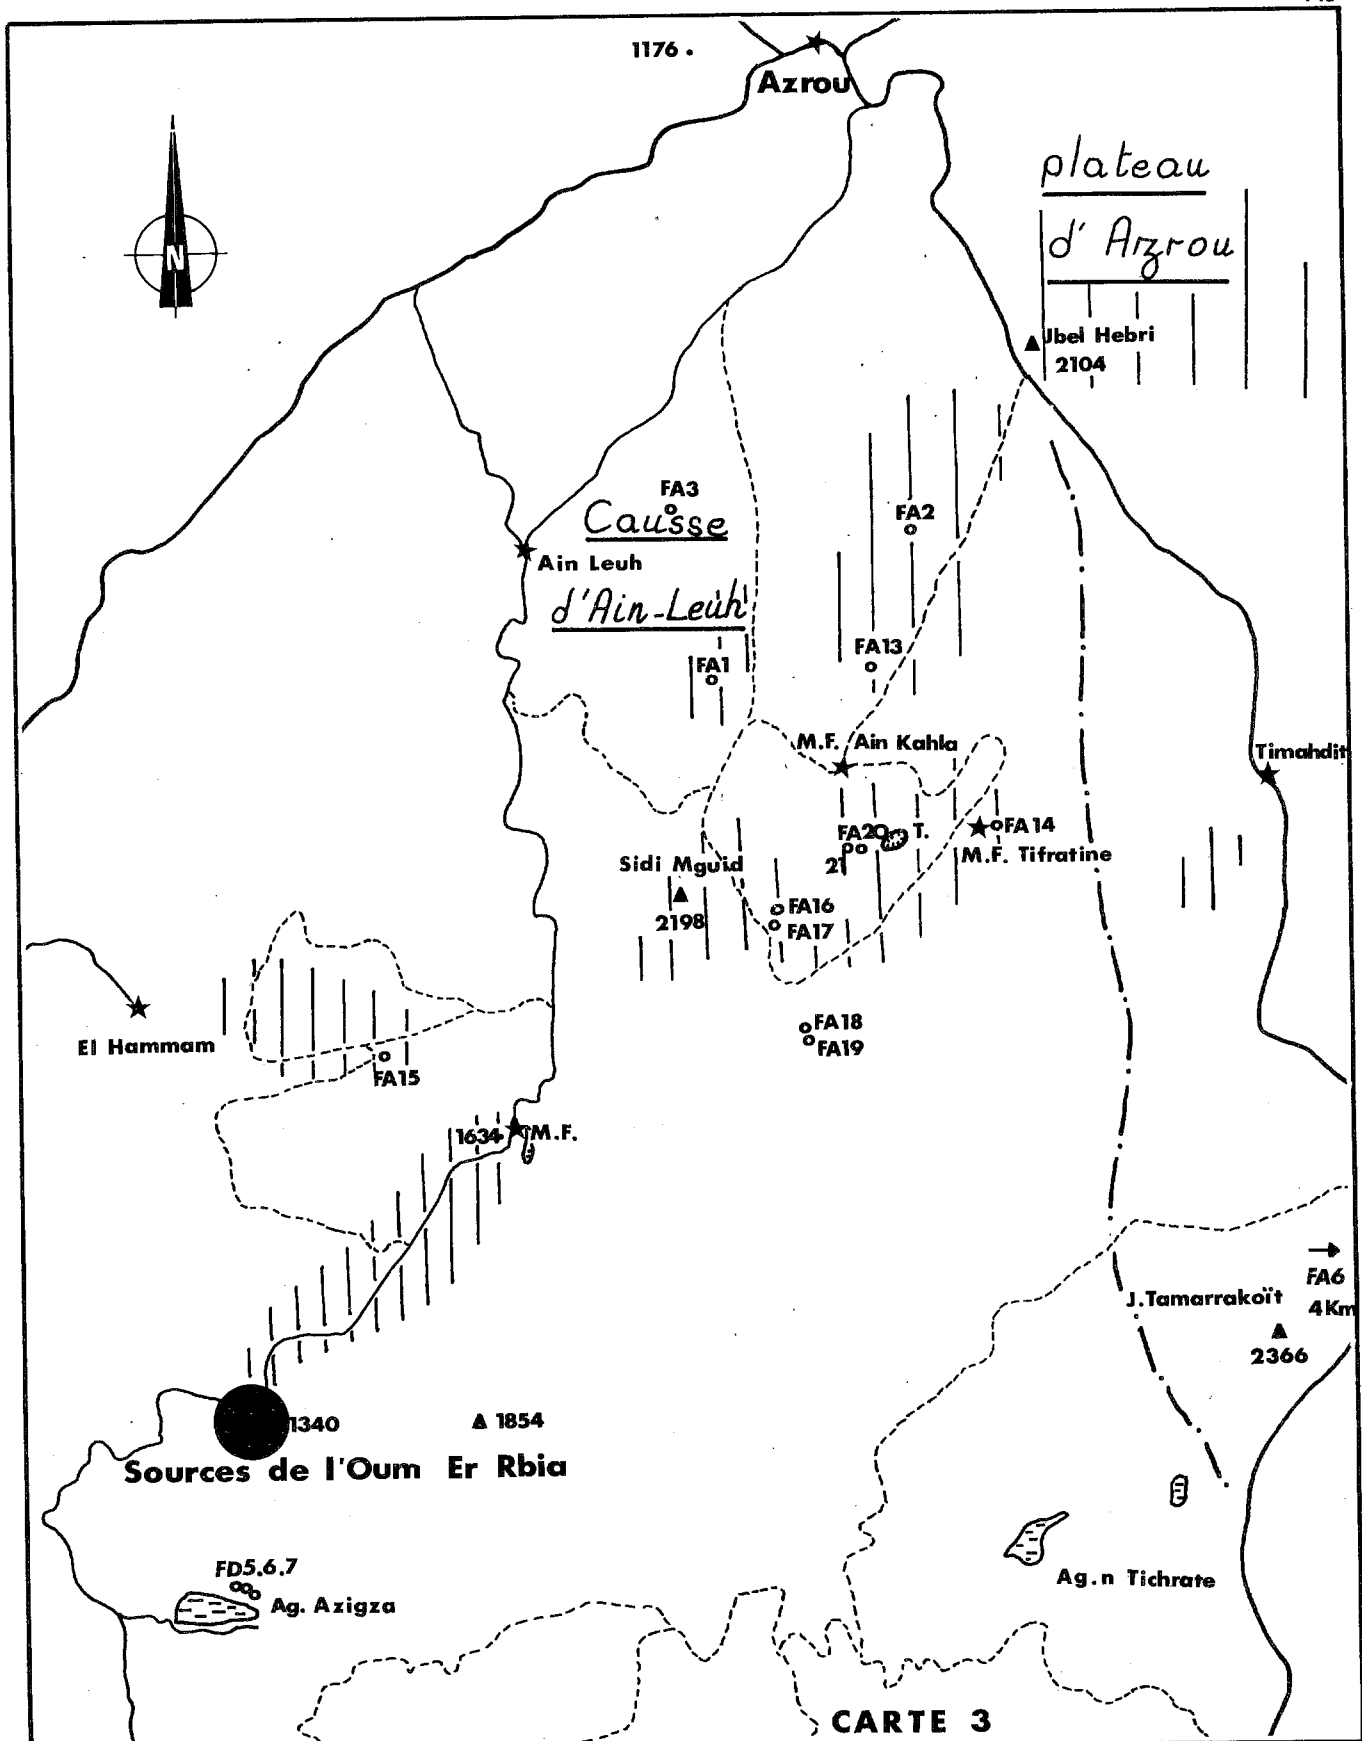 1176 .
Azrou
plateau
d' Arzrou
N
Jbel Hebri
2104
FA3
Causse
FA2
Ain Leuh
d'Ain-Leuh
FA13
FA1
M.F. Ain Kahla
Timahdit
FA20
T.
FA14
21
M.F. Tifratine
Sidi Mguid
2198
FA16
FA17
El Hammam
FA18
FA19
FA15
1634
M.F.
FA6
4Km
J.Tamarrakoït
2366
1340
1854
Sources de l'Oum Er Rbia
FD5.6.7
Ag. Azigza
Ag.n Tichrate
CARTE 3